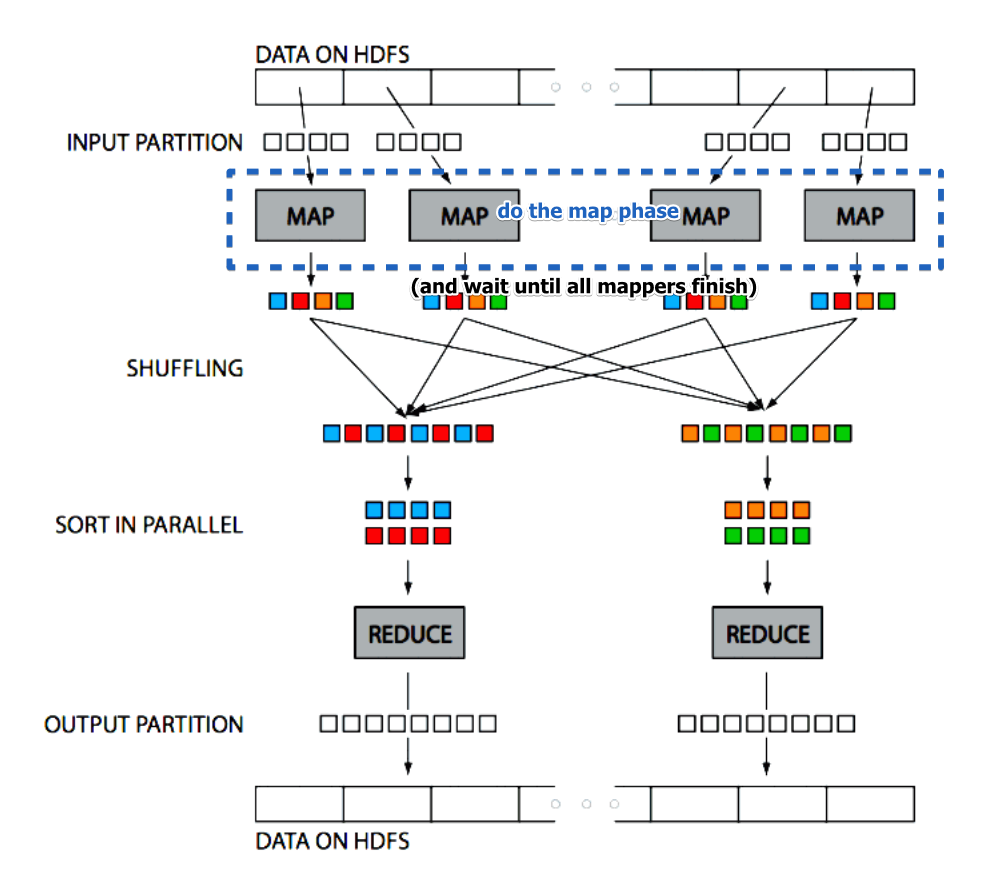 DATA ON HDFS
INPUT PARTITION
MAP
MAP
do the map phase
MAP
MAP
(and wait until all mappers finish)
SHUFFLING
SORT IN PARALLEL
REDUCE
REDUCE
OUTPUT PARTITION
DATA ON HDFS